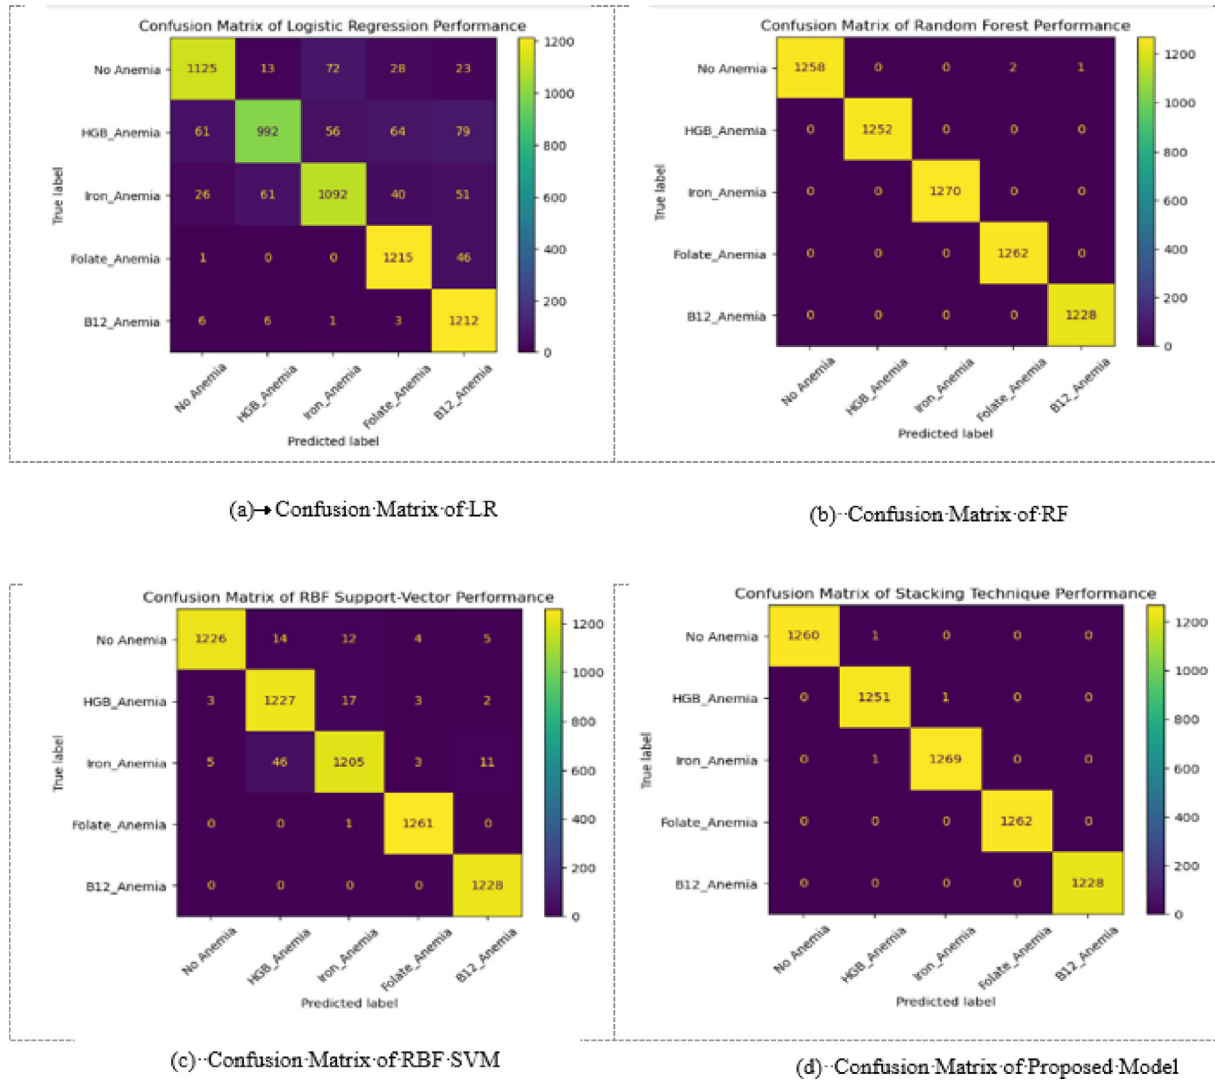 Confusion Matrix of Logistic Regression Performance
True label
No Anemia 1125 13 72 28 23
HGB_Anemia 61 992 56 64 79
Iron_Anemia 26 61 1092 40 51
Folate_Anemia 1 0 0 1215 46
B12_Anemia 6 6 1 3 1212
No Anemia HGB_Anemia Iron_Anemia Folate_Anemia B12_Anemia
Predicted label
1200
1000
800
600
400
200
0
Confusion Matrix of Random Forest Performance
True label
No Anemia 1258 0 0 2 1
HGB_Anemia 0 1252 0 0 0
Iron_Anemia 0 0 1270 0 0
Folate_Anemia 0 0 0 1262 0
B12_Anemia 0 0 0 0 1228
No Anemia HGB_Anemia Iron_Anemia Folate_Anemia B12_Anemia
Predicted label
1200
1000
800
600
400
200
0
(a)→ Confusion·Matrix·of·LR
(b)··Confusion·Matrix·of·RF
Confusion Matrix of RBF Support-Vector Performance
True label
No Anemia 1226 14 12 4 5
HGB_Anemia 3 1227 17 3 2
Iron_Anemia 5 46 1205 3 11
Folate_Anemia 0 0 1 1261 0
B12_Anemia 0 0 0 0 1228
No Anemia HGB_Anemia Iron_Anemia Folate_Anemia B12_Anemia
Predicted label
1200
1000
800
600
400
200
0
Confusion Matrix of Stacking Technique Performance
True label
No Anemia 1260 1 0 0 0
HGB_Anemia 0 1251 1 0 0
Iron_Anemia 0 1 1269 0 0
Folate_Anemia 0 0 0 1262 0
B12_Anemia 0 0 0 0 1228
No Anemia HGB_Anemia Iron_Anemia Folate_Anemia B12_Anemia
Predicted label
1200
1000
800
600
400
200
0
(c)··Confusion·Matrix·of·RBF·SVM
(d)··Confusion·Matrix·of·Proposed·Model